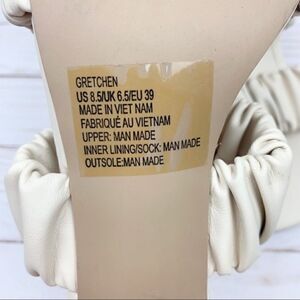 GRETCHEN
US 8.5/UK 6.5/EU 39
MADE IN VIET NAM
FABRIQUÉ AU VIETNAM
UPPER: MAN MADE
INNER LINING/SOCK: MAN MADE
OUTSOLE:MAN MADE